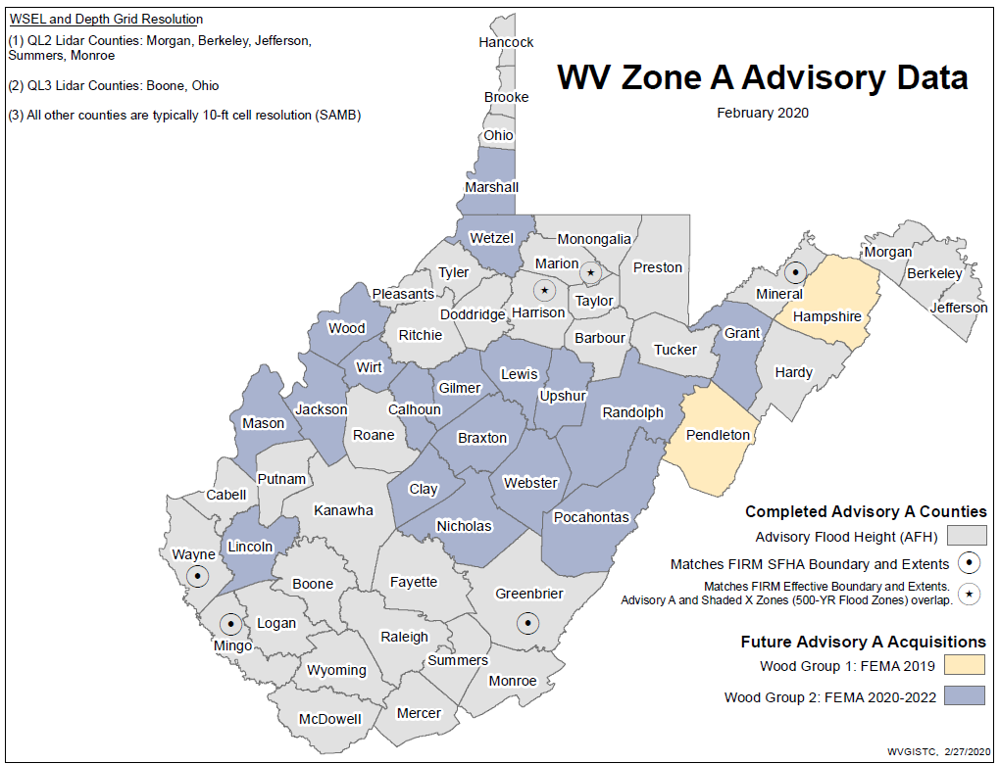 WSEL and Depth Grid Resolution
(1) QL2 Lidar Counties: Morgan, Berkeley, Jefferson,
Summers, Monroe
(2) QL3 Lidar Counties: Boone, Ohio
(3) All other counties are typically 10-ft cell resolution (SAMB)
WV Zone A Advisory Data
February 2020
Hancock
Brooke
Ohio
Marshall
Wetzel
Monongalia
Marion
Preston
Tyler
Pleasants
Doddridge
Harrison
Taylor
Morgan
Berkeley
Jefferson
Mineral
Hampshire
Wood
Ritchie
Barbour
Tucker
Grant
Hardy
Wirt
Lewis
Gilmer
Upshur
Jackson
Calhoun
Randolph
Mason
Roane
Braxton
Pendleton
Putnam
Cabell
Clay
Webster
Kanawha
Pocahontas
Nicholas
Lincoln
Wayne
Boone
Fayette
Greenbrier
Logan
Mingo
Raleigh
Summers
Wyoming
Monroe
McDowell
Mercer
Completed Advisory A Counties
Advisory Flood Height (AFH)
Matches FIRM SFHA Boundary and Extents
Matches FIRM Effective Boundary and Extents.
Advisory A and Shaded X Zones (500-YR Flood Zones) overlap.
Future Advisory A Acquisitions
Wood Group 1: FEMA 2019
Wood Group 2: FEMA 2020-2022
WVGISTC, 2/27/2020